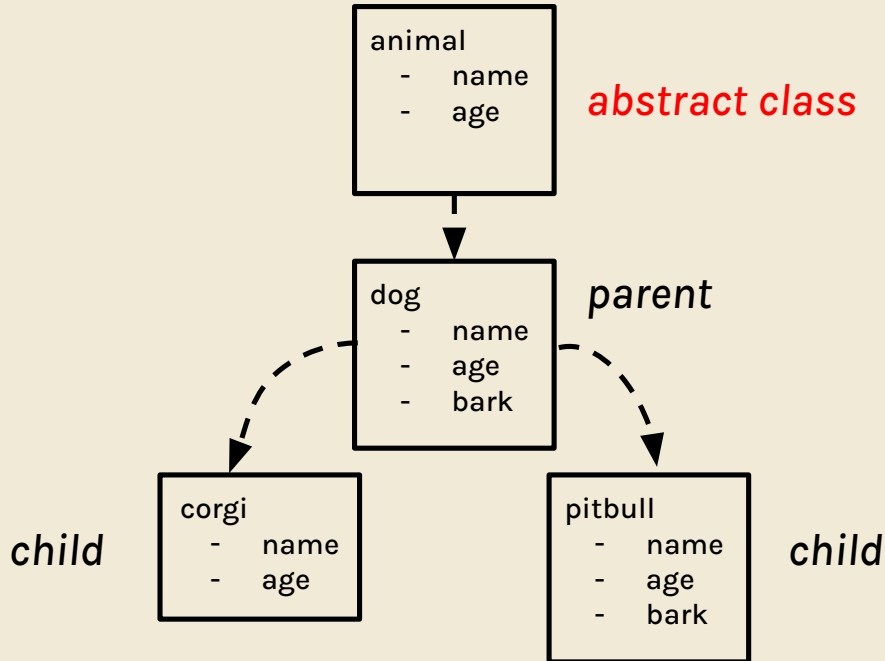 animal
- name
- age
abstract class
dog
- name
- age
- bark
parent
corgi
- name
- age
child
pitbull
- name
- age
- bark
child